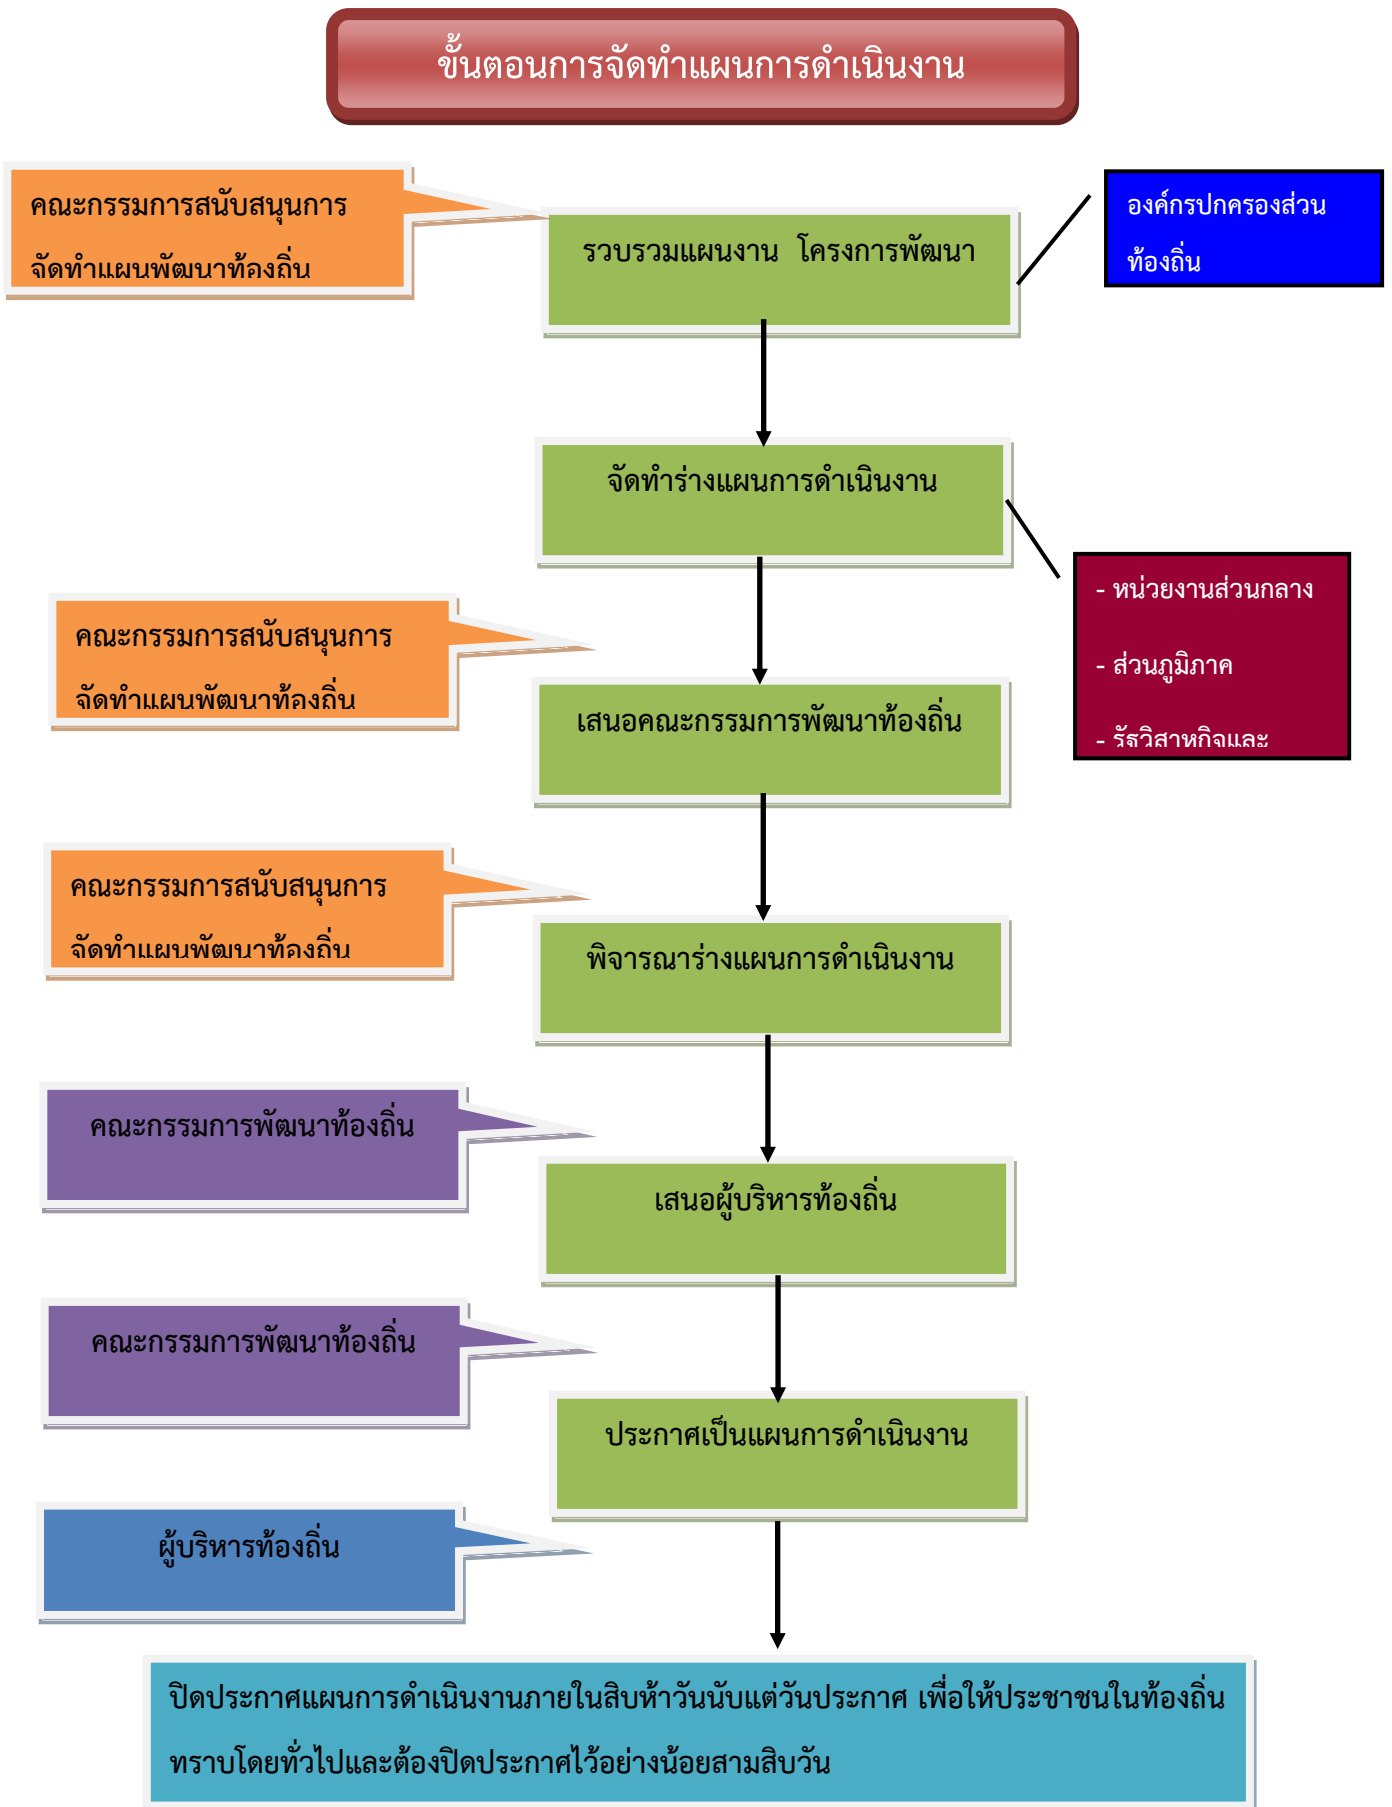 ขั้นตอนการจัดทำแผนการดำเนินงาน
คณะกรรมการสนับสนุนการ
จัดทำแผนพัฒนาท้องถิ่น
รวบรวมแผนงาน โครงการพัฒนา
องค์กรปกครองส่วน
ท้องถิ่น
จัดทำร่างแผนการดำเนินงาน
- หน่วยงานส่วนกลาง
- ส่วนภูมิภาค
- รัฐวิสาหกิจและ
คณะกรรมการสนับสนุนการ
จัดทำแผนพัฒนาท้องถิ่น
เสนอคณะกรรมการพัฒนาท้องถิ่น
คณะกรรมการสนับสนุนการ
จัดทำแผนพัฒนาท้องถิ่น
พิจารณาร่างแผนการดำเนินงาน
คณะกรรมการพัฒนาท้องถิ่น
เสนอผู้บริหารท้องถิ่น
คณะกรรมการพัฒนาท้องถิ่น
ประกาศเป็นแผนการดำเนินงาน
ผู้บริหารท้องถิ่น
ปิดประกาศแผนการดำเนินงานภายในสิบห้าวันนับแต่วันประกาศ เพื่อให้ประชาชนในท้องถิ่น
ทราบโดยทั่วไปและต้องปิดประกาศไว้อย่างน้อยสามสิบวัน